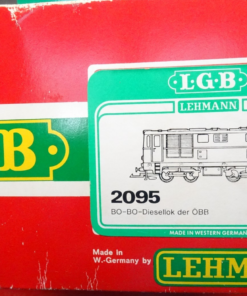 L·G·B
LEHMANN
B
2095
BO-BO-Diesellok der ÖBB
MADE IN WESTERN GERMANY
Made in
W.-Germany by
LEHM